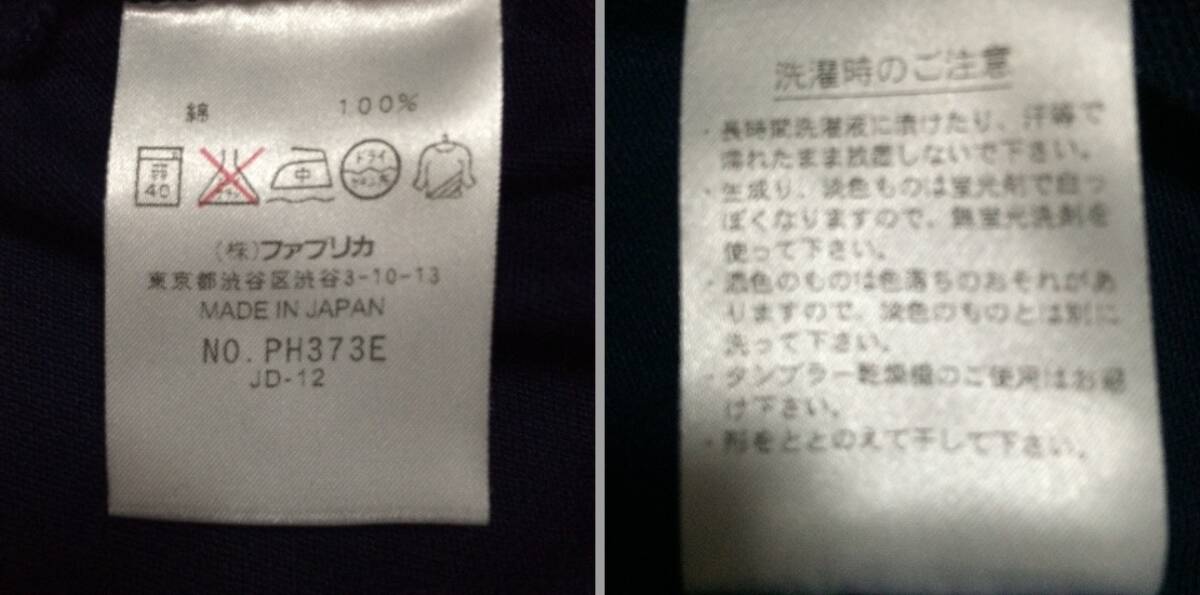 綿 100%
40
中
ドライ
(株)ファブリカ
東京都渋谷区渋谷3-10-13
MADE IN JAPAN
NO. PH373E
JD-12
洗濯時のご注意
・長時間洗濯液に漬けたり、汗等で
濡れたまま放置しないで下さい。
・生成り、淡色ものは蛍光剤で白っ
ぽくなりますので、無蛍光洗剤を
使って下さい。
・濃色のものは色落ちのおそれがあ
りますので、淡色のものとは別に
洗って下さい。
・タンブラー乾燥機のご使用はお避
け下さい。
・形をととのえて干して下さい。